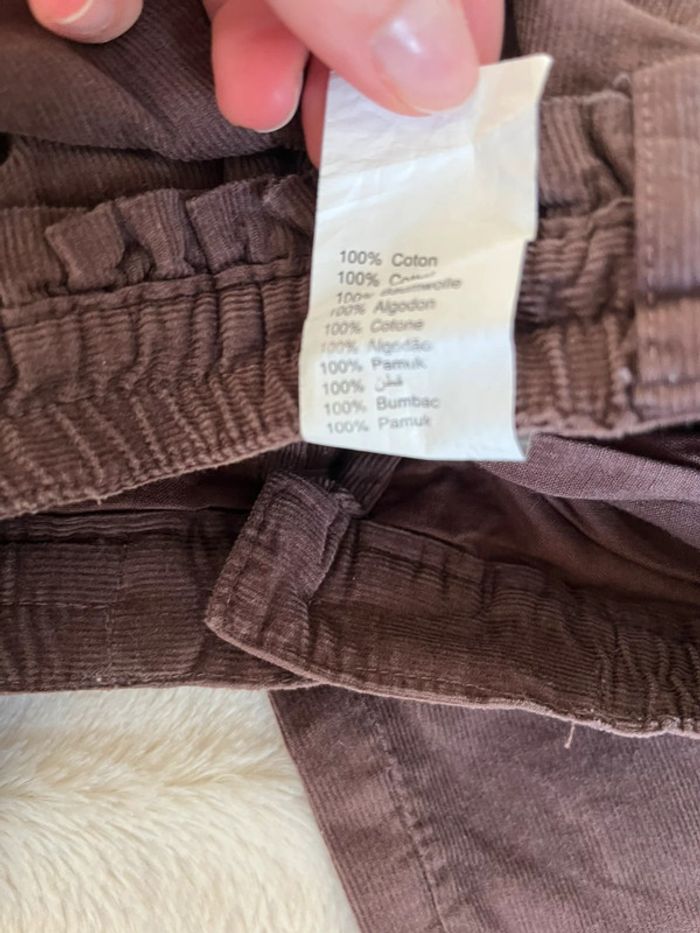 100% Coton
100% Cotton
100% Baumwolle
100% Algodon
100% Cotone
100% Algodão
100% Pamuk
100% قطن
100% Bumbac
100% Pamuk